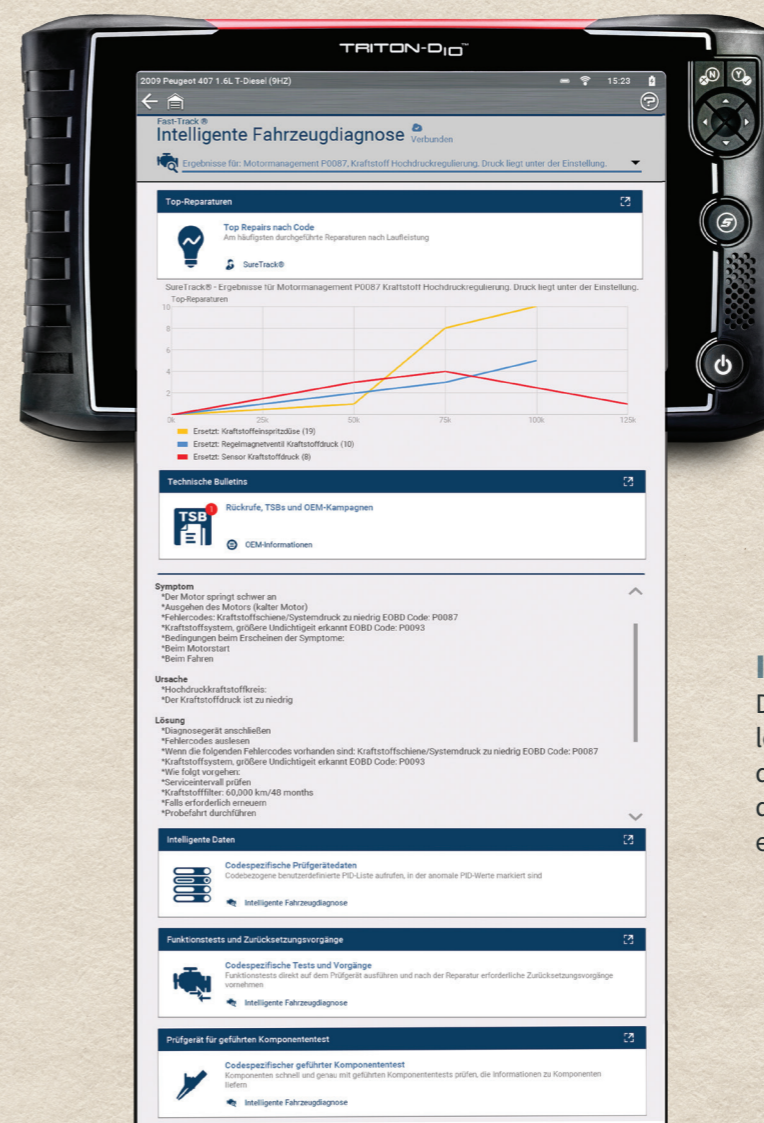 TRITON-D10™
2009 Peugeot 407 1.6L T-Diesel (9HZ)
15:23
Fast-Track ®
Intelligente Fahrzeugdiagnose
Verbunden
Ergebnisse für: Motormanagement P0087, Kraftstoff Hochdruckregulierung. Druck liegt unter der Einstellung.
N
Y
S
Top-Reparaturen
Top Repairs nach Code
Am häufigsten durchgeführte Reparaturen nach Laufleistung
SureTrack®
SureTrack® - Ergebnisse für Motormanagement P0087 Kraftstoff Hochdruckregulierung. Druck liegt unter der Einstellung.
Top-Reparaturen
10
8
6
4
2
0k 25k 50k 75k 100k 125k
Ersetzt: Kraftstoffeinspritzdüse (19)
Ersetzt: Regelmagnetventil Kraftstoffdruck (10)
Ersetzt: Sensor Kraftstoffdruck (8)
Technische Bulletins
TSB
1
Rückrufe, TSBs und OEM-Kampagnen
OEM-Informationen
Symptom
*Der Motor springt schwer an
*Ausgehen des Motors (kalter Motor)
*Fehlercodes: Kraftstoffschiene/Systemdruck zu niedrig EOBD Code: P0087
*Kraftstoffsystem, größere Undichtigeit erkannt EOBD Code: P0093
*Bedingungen beim Erscheinen der Symptome:
*Beim Motorstart
*Beim Fahren
Ursache
*Hochdruckkraftstoffkreis:
*Der Kraftstoffdruck ist zu niedrig
Lösung
*Diagnosegerät anschließen
*Fehlercodes auslesen
*Wenn die folgenden Fehlercodes vorhanden sind: Kraftstoffschiene/Systemdruck zu niedrig EOBD Code: P0087
*Kraftstoffsystem, größere Undichtigeit erkannt EOBD Code: P0093
*Wie folgt vorgehen:
*Serviceintervall prüfen
*Kraftstofffilter: 60,000 km/48 months
*Falls erforderlich erneuern
*Probefahrt durchführen
Intelligente Daten
Codespezifische Prüfgerätedaten
Codebezogene benutzerdefinierte PID-Liste aufrufen, in der anomale PID-Werte markiert sind
Intelligente Fahrzeugdiagnose
Funktionstests und Zurücksetzungsvorgänge
Codespezifische Tests und Vorgänge
Funktionstests direkt auf dem Prüfgerät ausführen und nach der Reparatur erforderliche Zurücksetzungsvorgänge
vornehmen
Intelligente Fahrzeugdiagnose
Prüfgerät für geführten Komponententest
Codespezifischer geführter Komponententest
Komponenten schnell und genau mit geführten Komponententests prüfen, die Informationen zu Komponenten
liefern
Intelligente Fahrzeugdiagnose